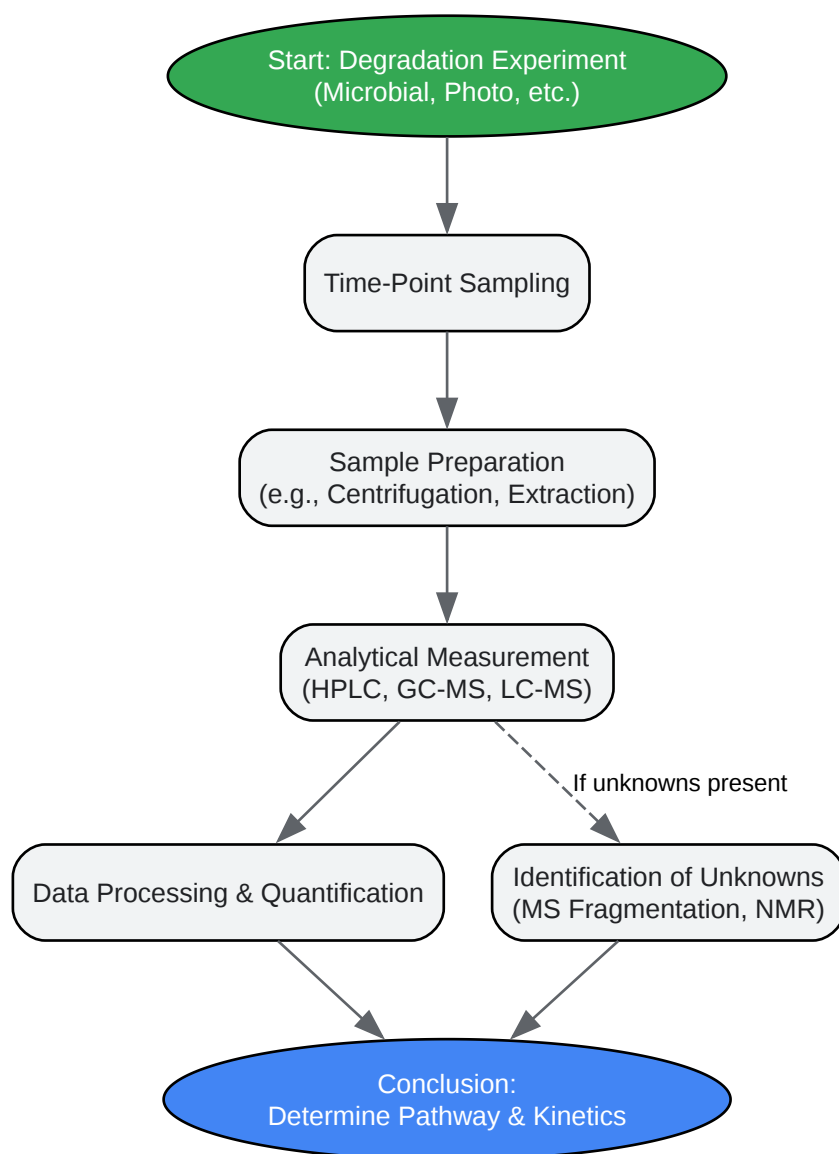 Start: Degradation Experiment
(Microbial, Photo, etc.)
Time-Point Sampling
Sample Preparation
(e.g., Centrifugation, Extraction)
Analytical Measurement
(HPLC, GC-MS, LC-MS)
If unknowns present
Data Processing & Quantification
Identification of Unknowns
(MS Fragmentation, NMR)
Conclusion:
Determine Pathway & Kinetics